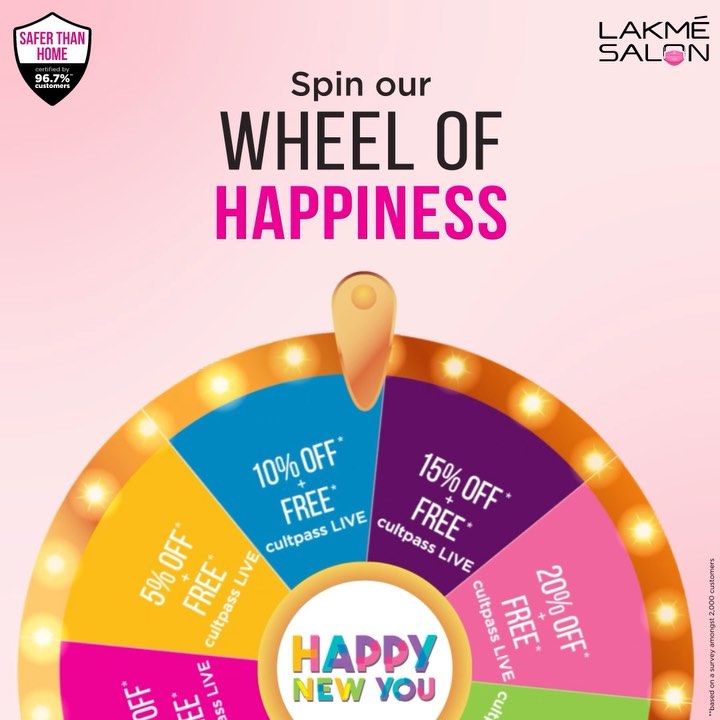 SAFER THAN
HOME
certified by
96.7%**
customers
LAKMÉ
SALON
Spin our
WHEEL OF
HAPPINESS
5% OFF*
+
FREE*
cultpass LIVE
10% OFF*
+
FREE*
cultpass LIVE
15% OFF*
+
FREE*
cultpass LIVE
20% OFF*
+
FREE*
cultpass LIVE
OFF*
HAPPY
NEW YOU
**based on a survey amongst 2,000 customers